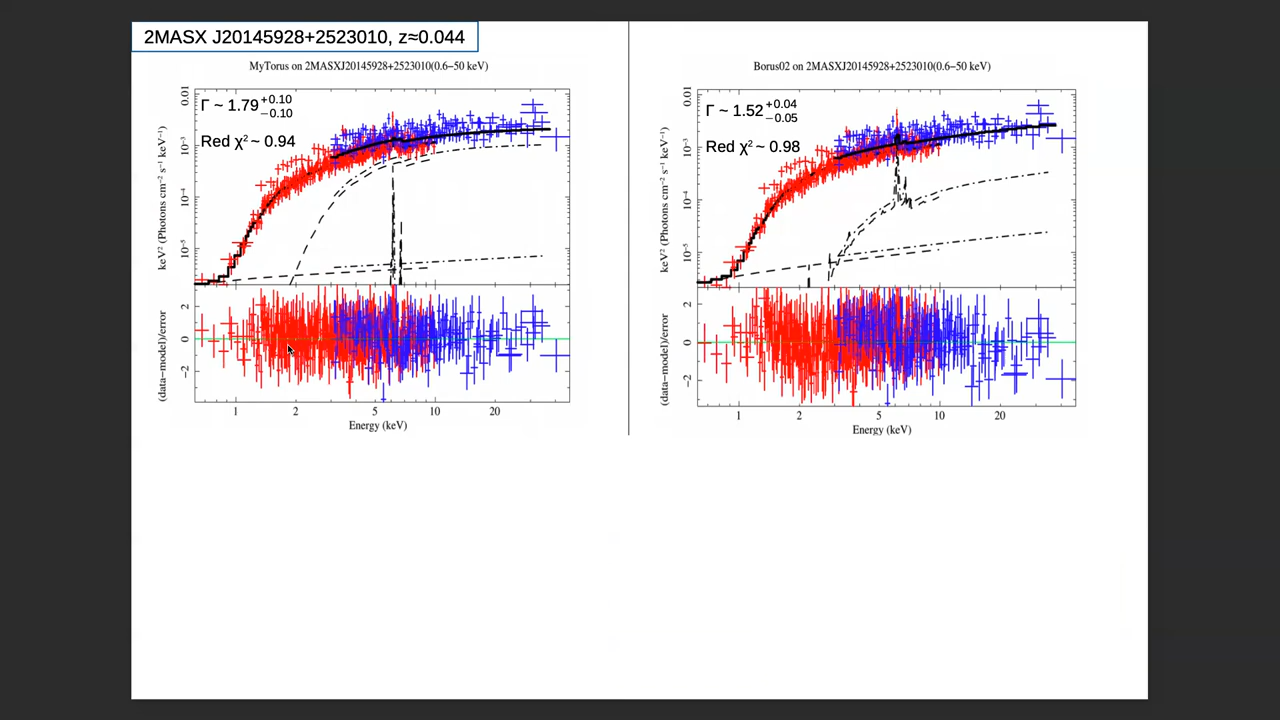 2MASX J20145928+2523010, z≈0.044
MyTorus on 2MASXJ20145928+2523010(0.6−50 keV)
Γ ~ 1.79 +0.10 −0.10
Red χ² ~ 0.94
keV² (Photons cm⁻² s⁻¹ keV⁻¹)
0.01
10⁻³
10⁻⁴
10⁻⁵
(data−model)/error
2
0
−2
1 2 5 10 20
Energy (keV)
Borus02 on 2MASXJ20145928+2523010(0.6−50 keV)
Γ ~ 1.52 +0.04 −0.05
Red χ² ~ 0.98
keV² (Photons cm⁻² s⁻¹ keV⁻¹)
0.01
10⁻³
10⁻⁴
10⁻⁵
(data−model)/error
2
0
−2
1 2 5 10 20
Energy (keV)